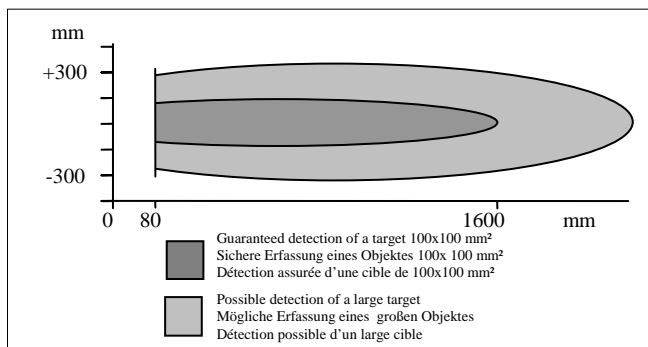 mm
+300
-300
0 80 1600 mm
Guaranteed detection of a target 100x100 mm²
Sichere Erfassung eines Objektes 100x 100 mm²
Détection assurée d'une cible de 100x100 mm²
Possible detection of a large target
Mögliche Erfassung eines großen Objektes
Détection possible d'un large cible